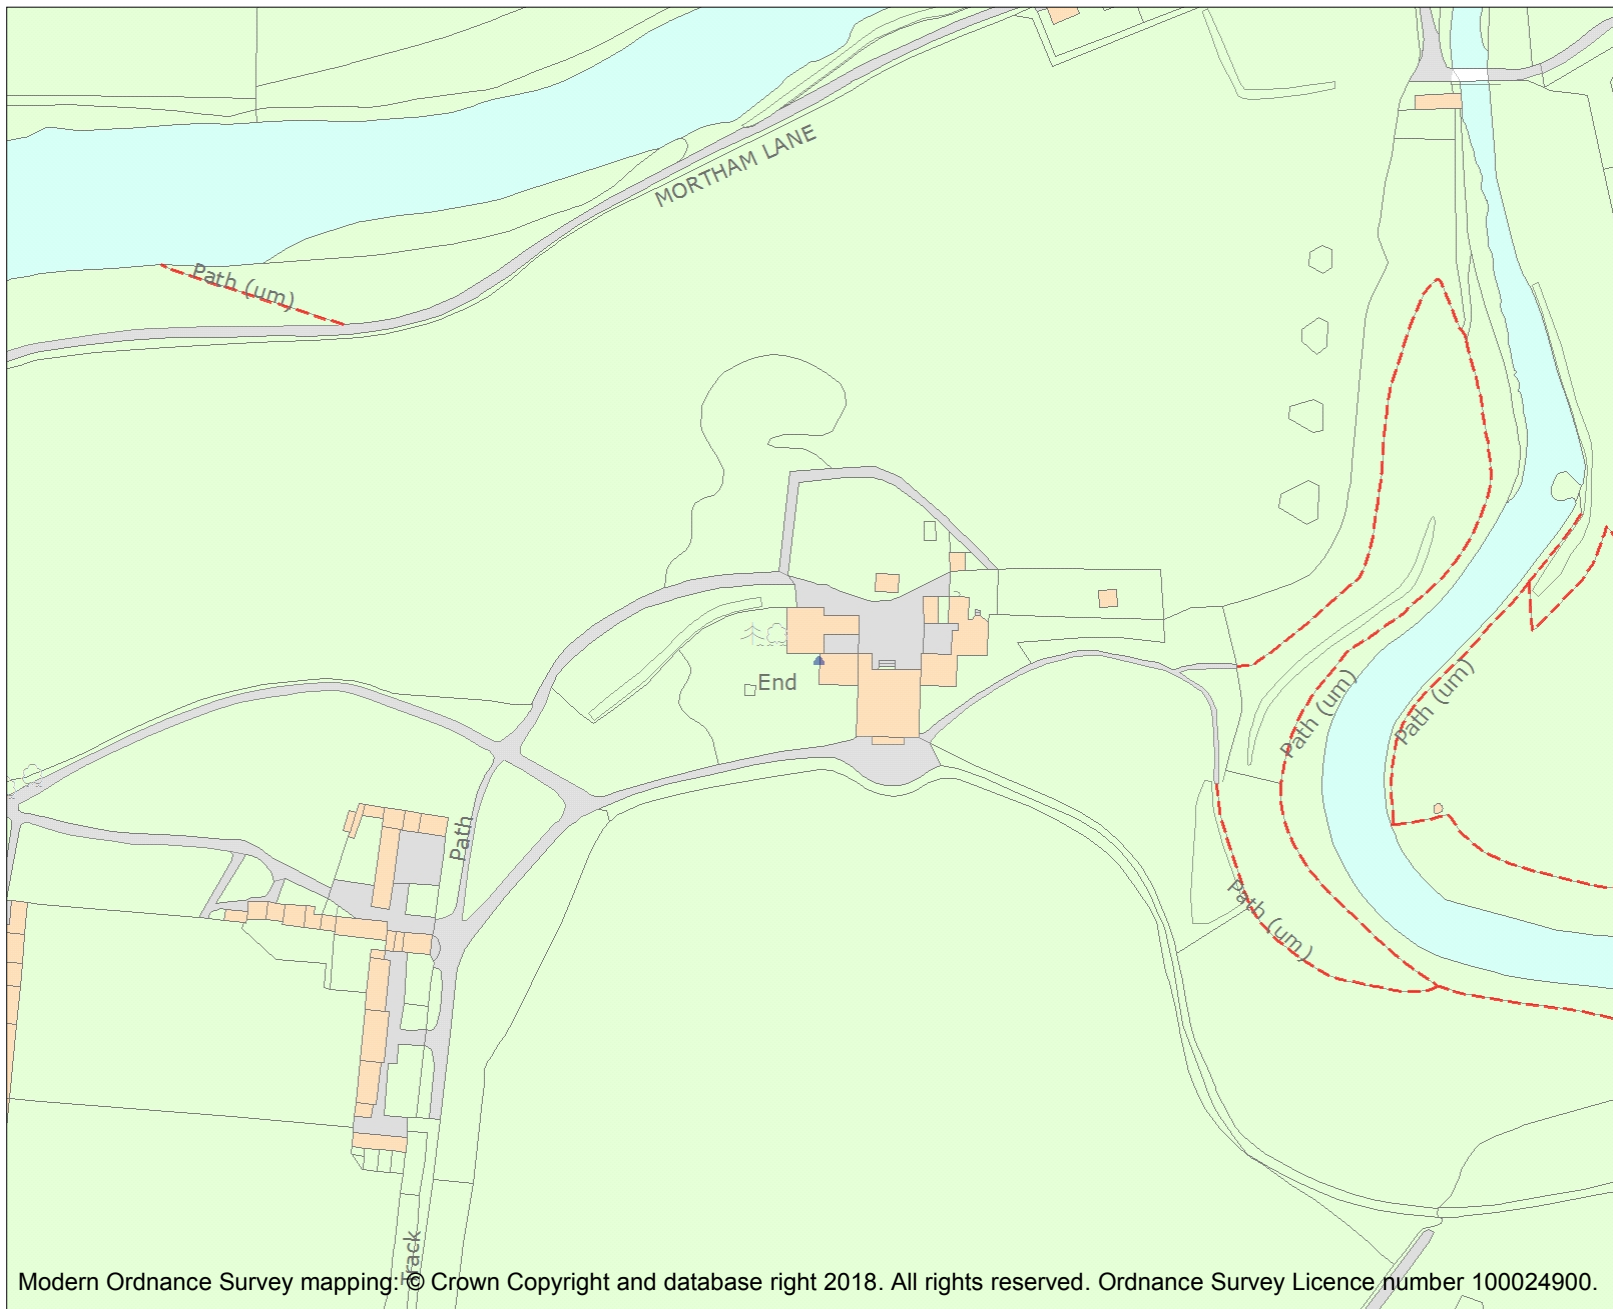 MORTHAM LANE
Path (um)
End
Path (um)
Path (um)
Path
Path (um)
Track
Modern Ordnance Survey mapping: © Crown Copyright and database right 2018. All rights reserved. Ordnance Survey Licence number 100024900.